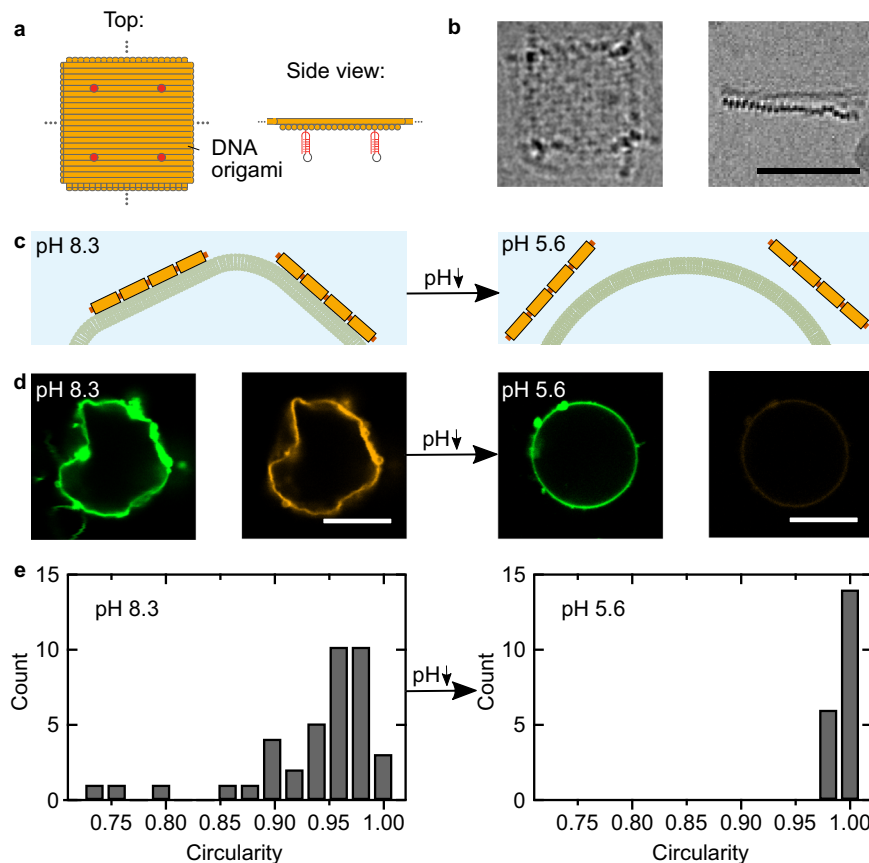 a
Top:
Side view:
DNA
origami
b
c
pH 8.3
pH↓
pH 5.6
d
pH 8.3
pH↓
pH 5.6
e
15
10
5
0
Count
pH 8.3
0.75 0.80 0.85 0.90 0.95 1.00
Circularity
pH↓
15
10
5
0
Count
pH 5.6
0.75 0.80 0.85 0.90 0.95 1.00
Circularity